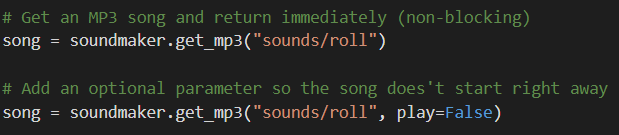 # Get an MP3 song and return immediately (non-blocking)
song = soundmaker.get_mp3("sounds/roll")
# Add an optional parameter so the song does't start right away
song = soundmaker.get_mp3("sounds/roll", play=False)